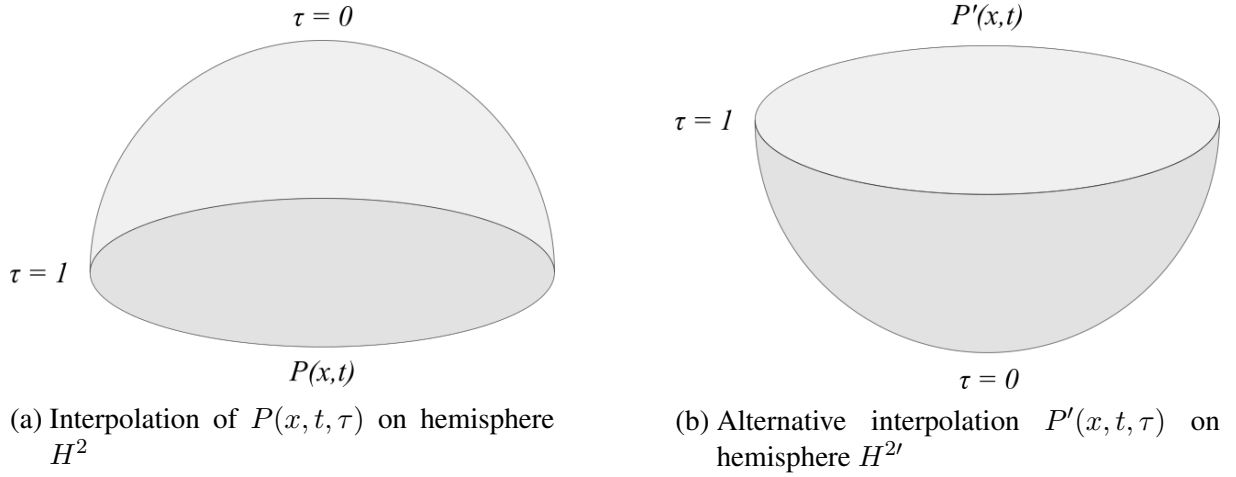 τ = 0
τ = 1
P(x,t)
(a) Interpolation of P(x, t, τ) on hemisphere
H²
P'(x,t)
τ = 1
τ = 0
(b) Alternative interpolation P′(x, t, τ) on
hemisphere H²′